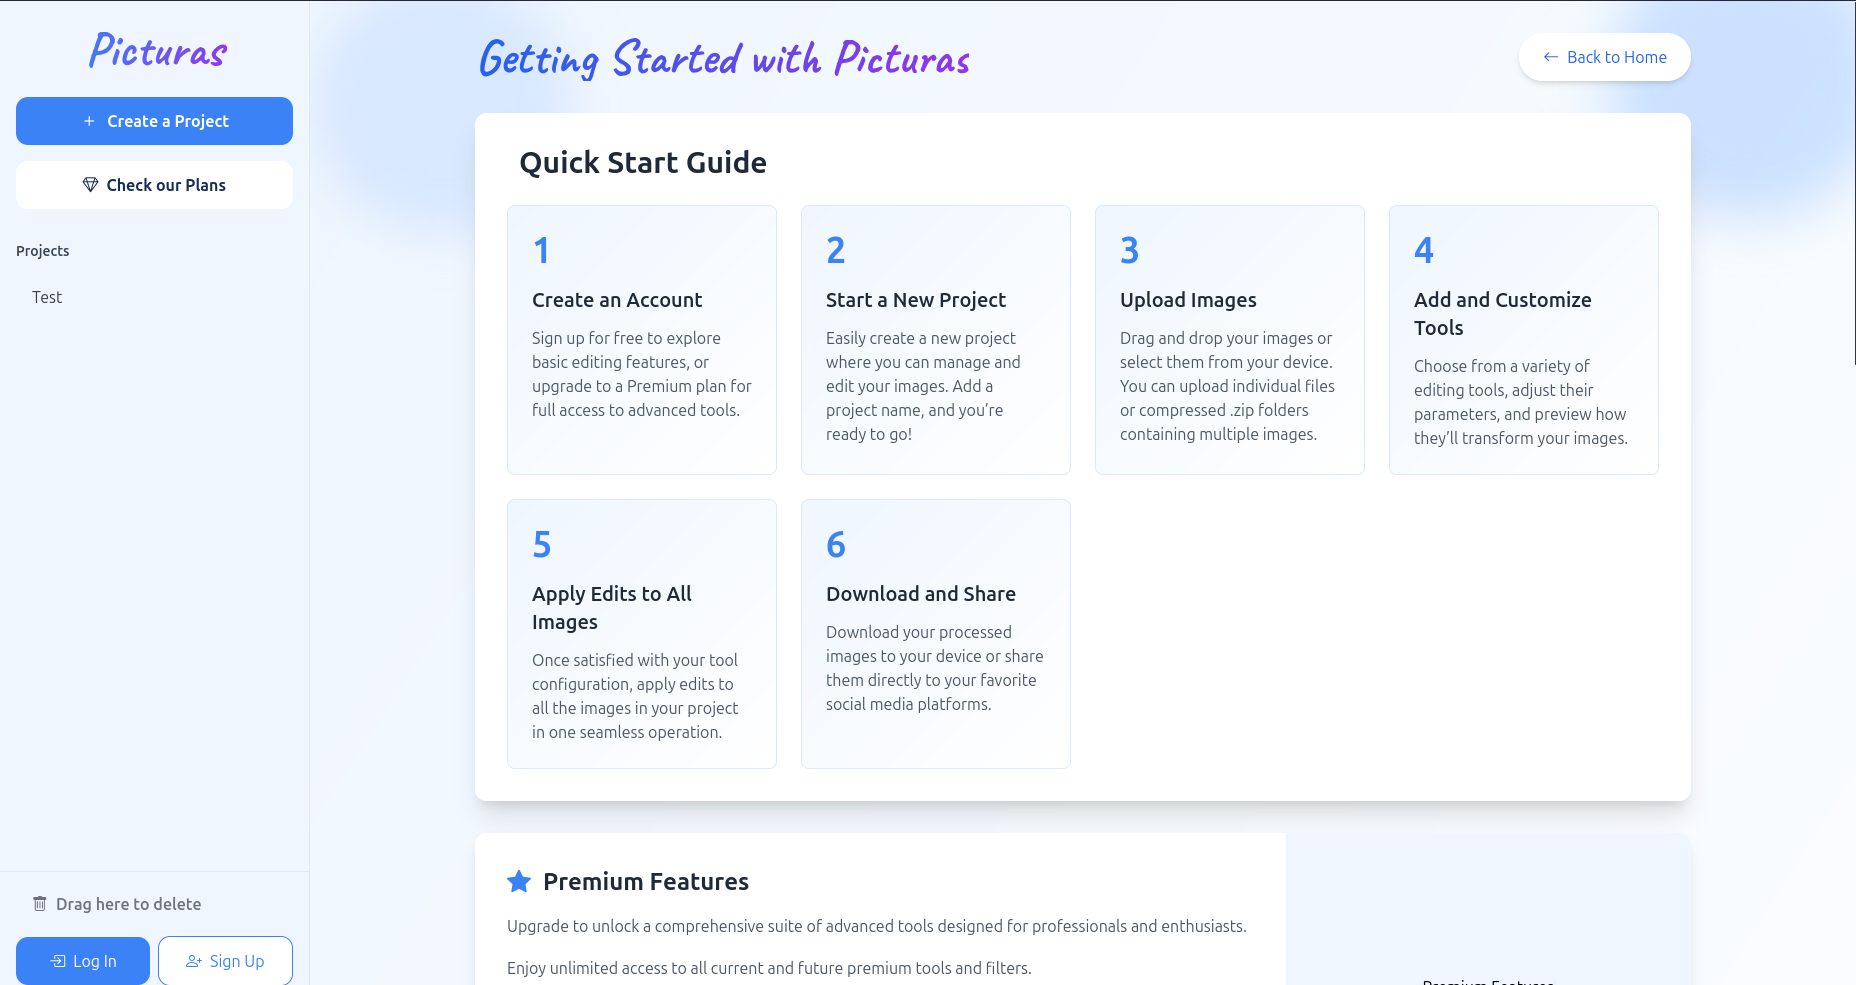 Picturas
Create a Project
Check our Plans
Projects
Test
Drag here to delete
Log In
Sign Up
Getting Started with Picturas
Back to Home
Quick Start Guide
1
Create an Account
Sign up for free to explore
basic editing features, or
upgrade to a Premium plan for
full access to advanced tools.
2
Start a New Project
Easily create a new project
where you can manage and
edit your images. Add a
project name, and you’re
ready to go!
3
Upload Images
Drag and drop your images or
select them from your device.
You can upload individual files
or compressed .zip folders
containing multiple images.
4
Add and Customize
Tools
Choose from a variety of
editing tools, adjust their
parameters, and preview how
they’ll transform your images.
5
Apply Edits to All
Images
Once satisfied with your tool
configuration, apply edits to
all the images in your project
in one seamless operation.
6
Download and Share
Download your processed
images to your device or share
them directly to your favorite
social media platforms.
Premium Features
Upgrade to unlock a comprehensive suite of advanced tools designed for professionals and enthusiasts.
Enjoy unlimited access to all current and future premium tools and filters.
Premium Features